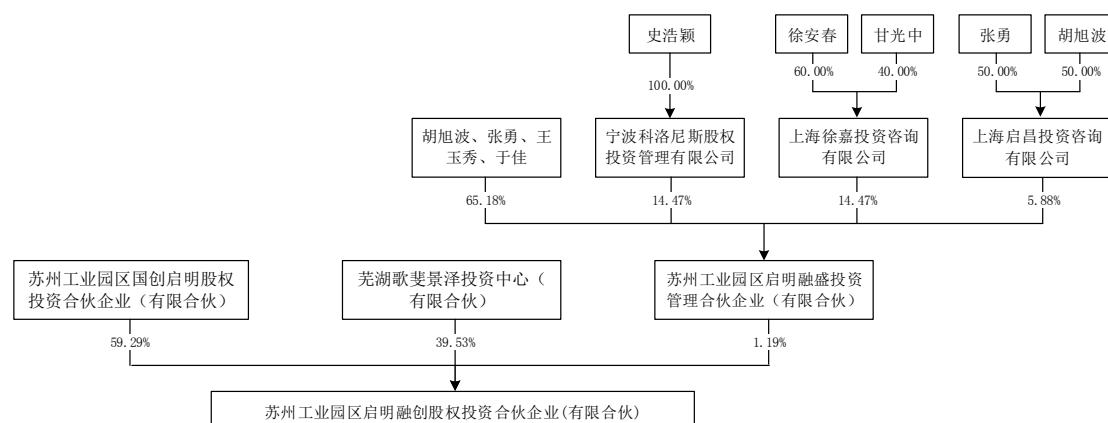 史浩颖
徐安春
甘光中
张勇
胡旭波
100.00%
60.00%
40.00%
50.00%
50.00%
胡旭波、张勇、王
玉秀、于佳
宁波科洛尼斯股权
投资管理有限公司
上海徐嘉投资咨询
有限公司
上海启昌投资咨询
有限公司
65.18%
14.47%
14.47%
5.88%
苏州工业园区国创启明股权
投资合伙企业（有限合伙）
芜湖歌斐景泽投资中心（
有限合伙）
苏州工业园区启明融盛投资
管理合伙企业（有限合伙）
59.29%
39.53%
1.19%
苏州工业园区启明融创股权投资合伙企业(有限合伙)